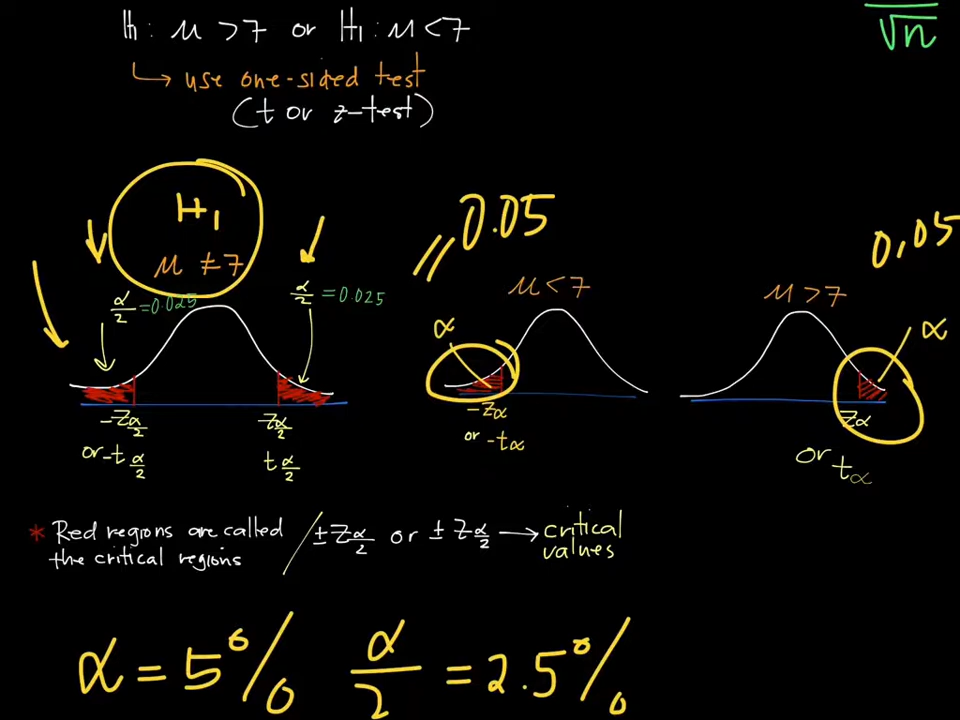 H₁: μ > 7 or H₁: μ < 7
√n
↳ use one-sided test
(t or z-test)
H₁
μ ≠ 7
α/2 = 0.025
α/2 = 0.025
// 0.05
μ < 7
α
0.05
μ > 7
α
-Zα/2
or -tα/2
Zα/2
tα/2
-Zα
or -tα
Zα
or tα
* Red regions are called
the critical regions
/ ±Zα/2 or ±Zα/2 → critical
values
α = 5% α/2 = 2.5%